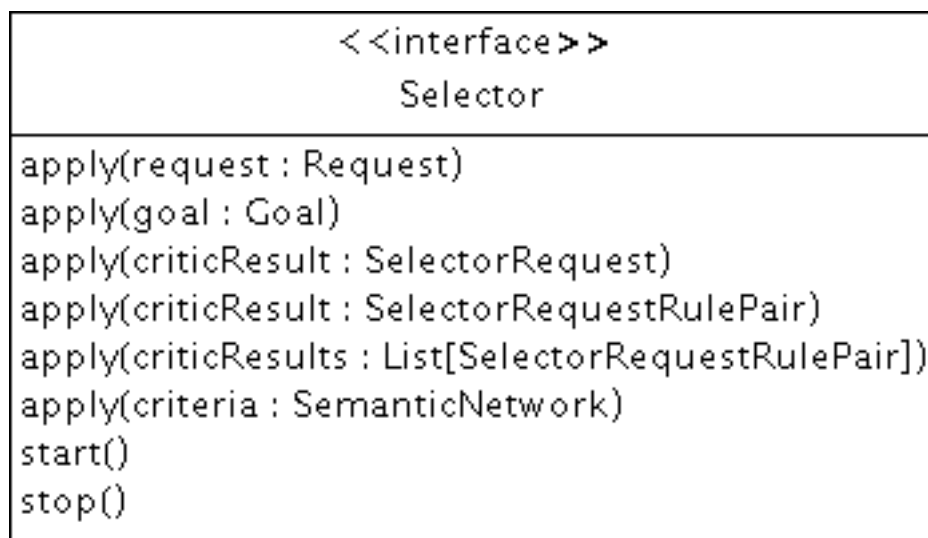 <<interface>>
Selector
apply(request : Request)
apply(goal : Goal)
apply(criticResult : SelectorRequest)
apply(criticResult : SelectorRequestRulePair)
apply(criticResults : List[SelectorRequestRulePair])
apply(criteria : SemanticNetwork)
start()
stop()